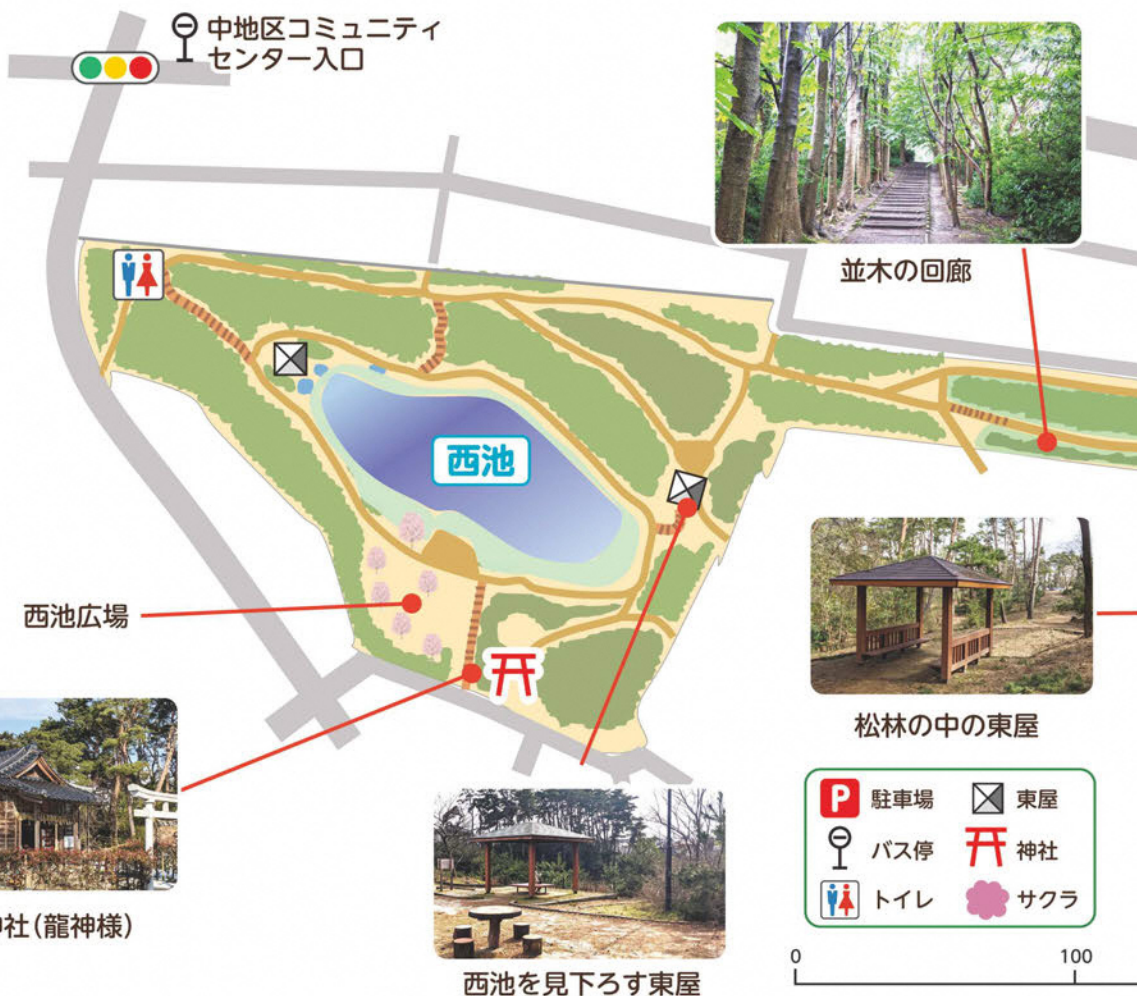 中地区コミュニティ
センター入口
並木の回廊
西池
西池広場
松林の中の東屋
社(龍神様)
西池を見下ろす東屋
P 駐車場
東屋
バス停
神社
トイレ
サクラ
0
100